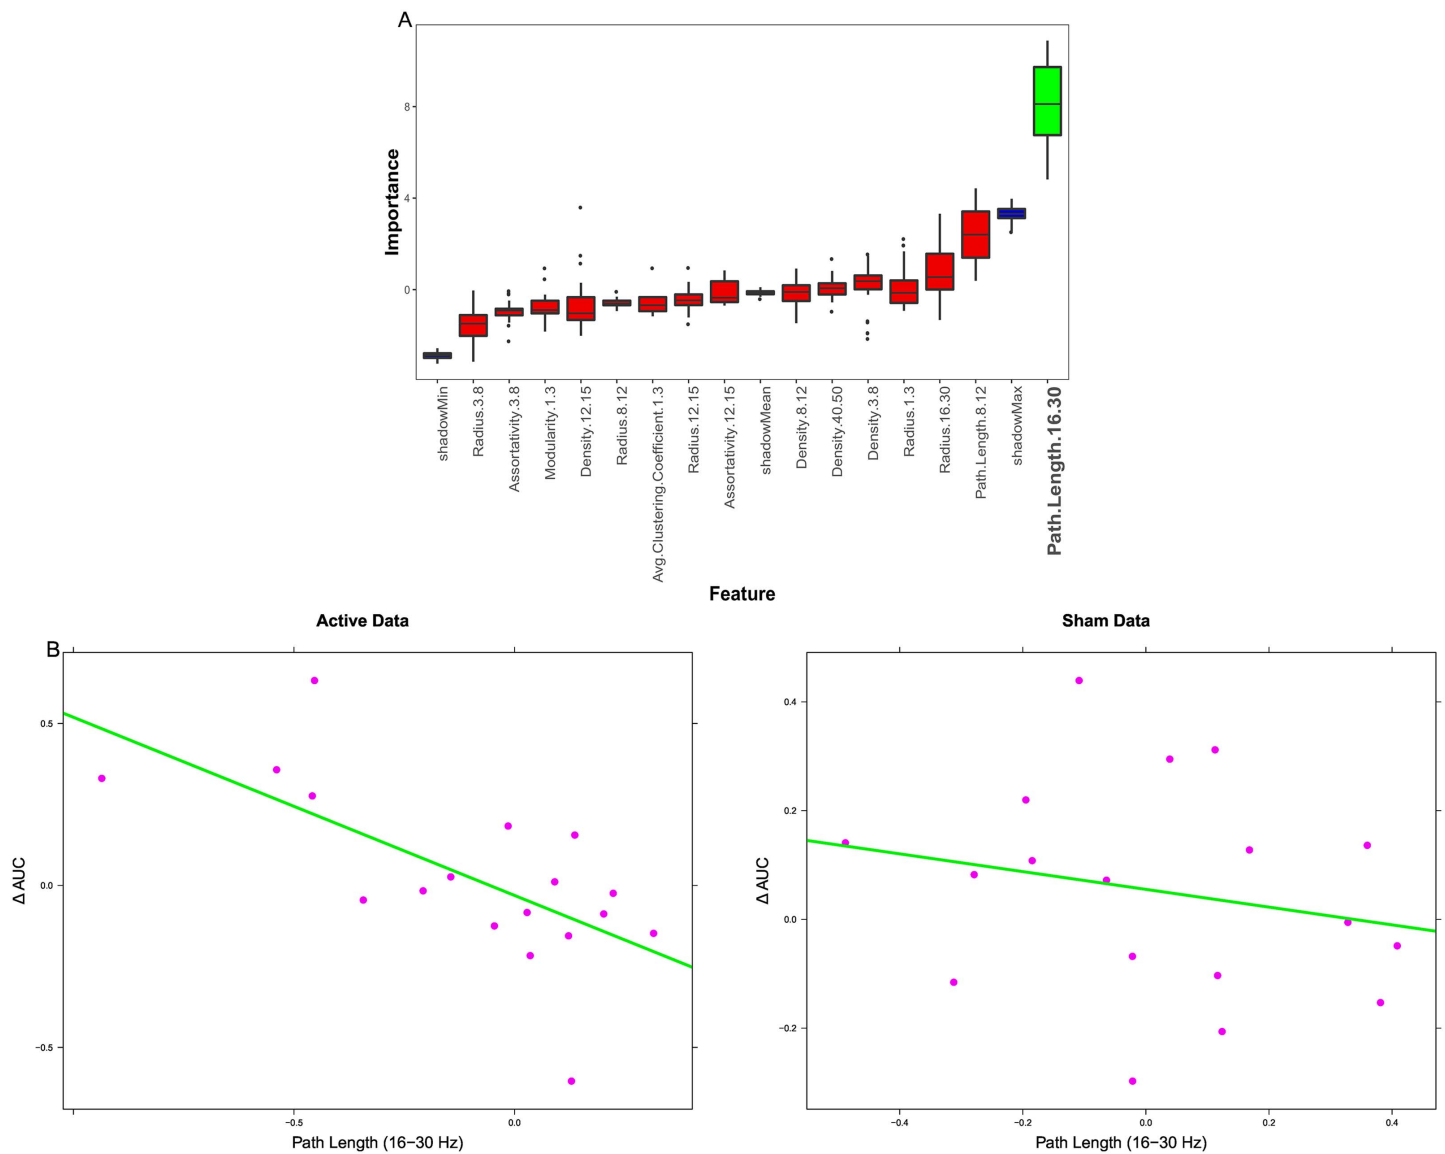 A
Importance
8
4
0
shadowMin
Radius.3.8
Assortativity.3.8
Modularity.1.3
Density.12.15
Radius.8.12
Avg.Clustering.Coefficient.1.3
Radius.12.15
Assortativity.12.15
shadowMean
Density.8.12
Density.40.50
Density.3.8
Radius.1.3
Radius.16.30
Path.Length.8.12
shadowMax
Path.Length.16.30
Feature
B
Active Data
Δ AUC
0.5
0.0
−0.5
−0.5
0.0
Path Length (16−30 Hz)
Sham Data
Δ AUC
0.4
0.2
0.0
−0.2
−0.4
−0.2
0.0
0.2
0.4
Path Length (16−30 Hz)